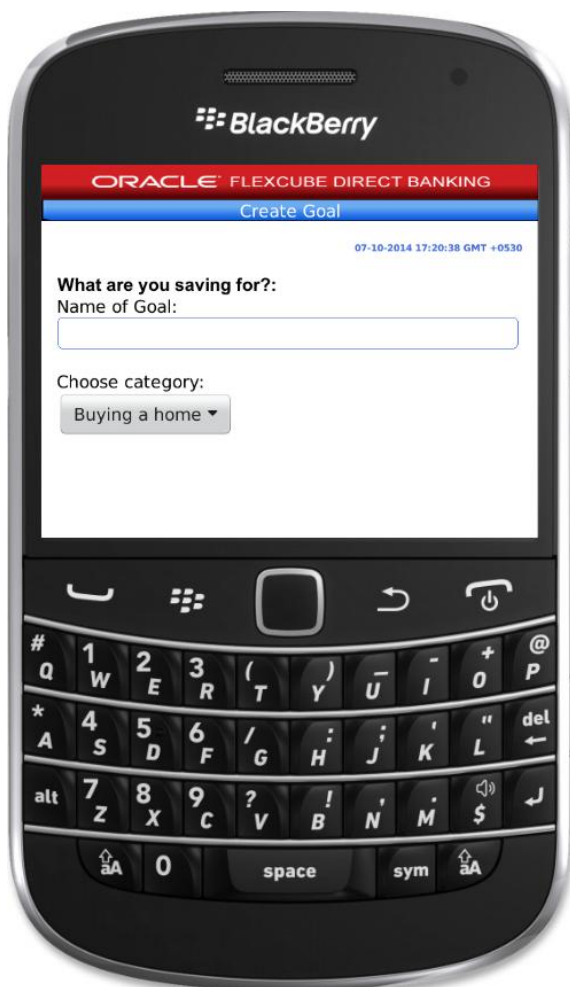 BlackBerry
ORACLE FLEXCUBE DIRECT BANKING
Create Goal
07-10-2014 17:20:38 GMT +0530
What are you saving for?:
Name of Goal:
Choose category:
Buying a home
# Q 1 W 2 E 3 R ( T ) Y _ U - I + O @ P
* A 4 S 5 D 6 F / G : H ; J ' K " L del
alt 7 Z 8 X 9 C ? V ! B , N . M $
aA 0 space sym aA